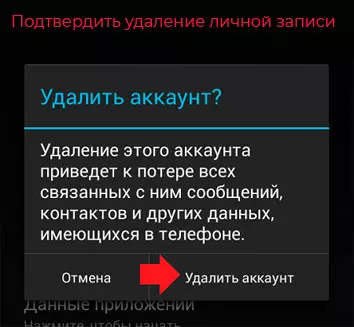 Подтвердить удаление личной записи
Удалить аккаунт?
Удаление этого аккаунта
приведет к потере всех
связанных с ним сообщений,
контактов и других данных,
имеющихся в телефоне.
Отмена
Удалить аккаунт
Данные приложений
Нажмите, чтобы начать